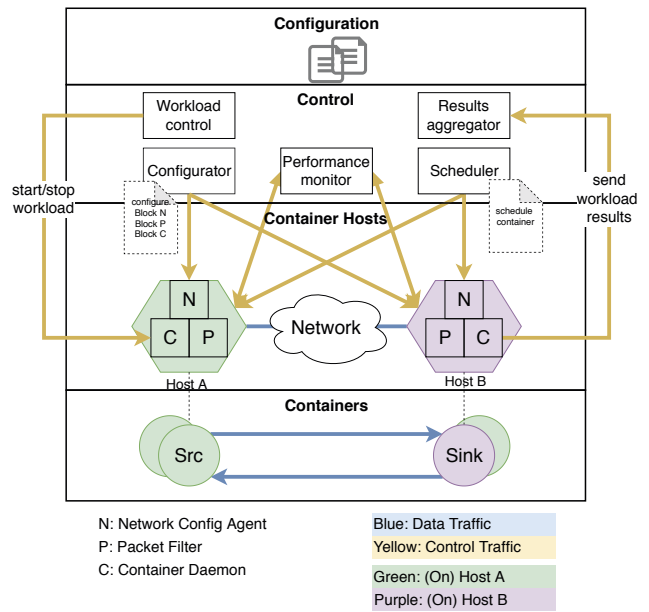 Configuration
Control
Workload
control
Results
aggregator
Configurator
Performance
monitor
Scheduler
start/stop
workload
configure
Block N
Block P
Block C
schedule
container
send
workload
results
Container Hosts
N
C P
Network
N
P C
Host A
Host B
Containers
Src
Sink
N: Network Config Agent
P: Packet Filter
C: Container Daemon
Blue: Data Traffic
Yellow: Control Traffic
Green: (On) Host A
Purple: (On) Host B